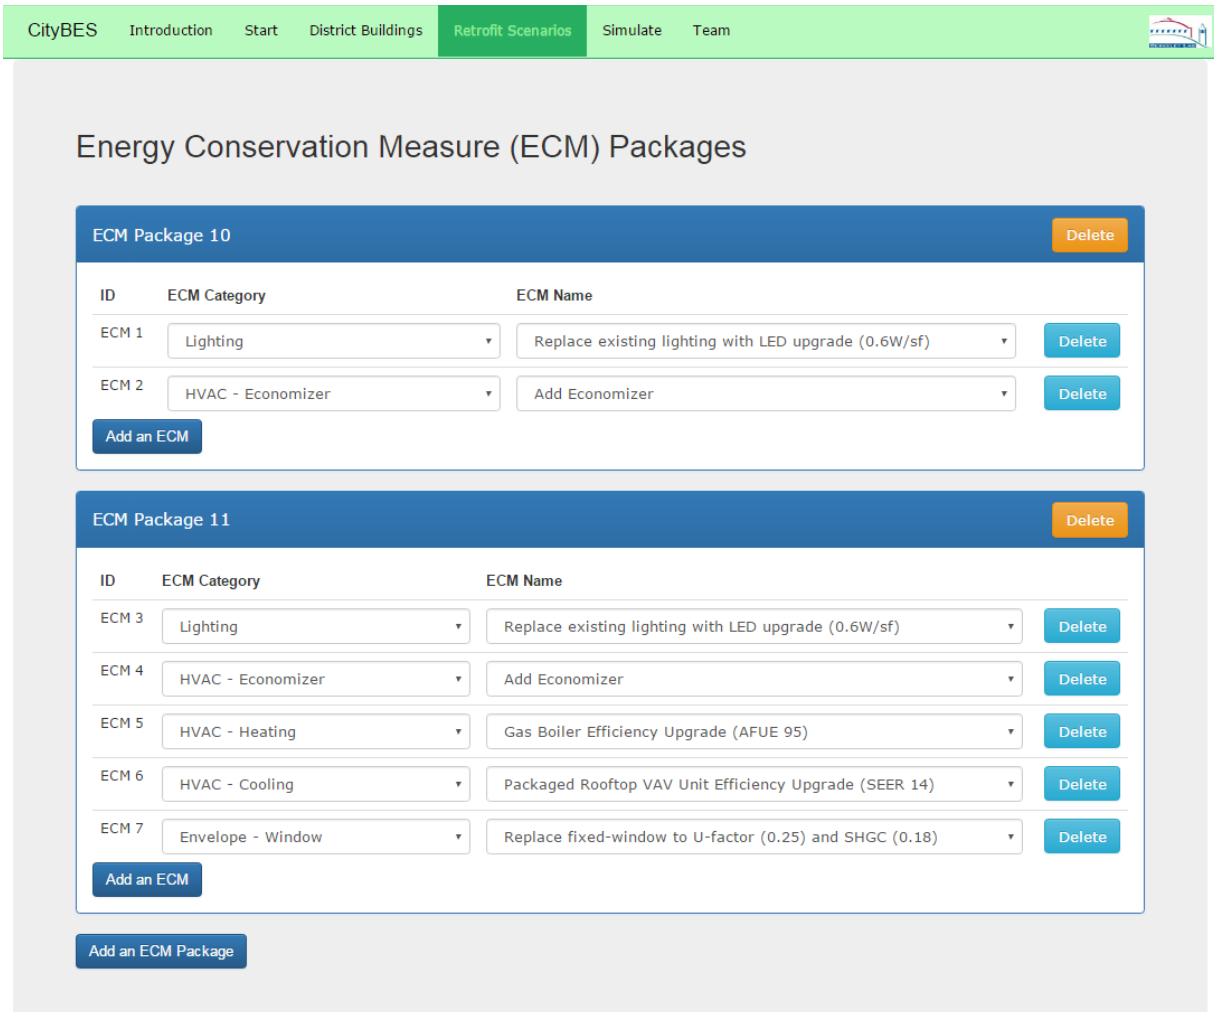 CityBES Introduction Start District Buildings Retrofit Scenarios Simulate Team
BERKELEY LAB
Energy Conservation Measure (ECM) Packages
ECM Package 10 Delete
ID ECM Category ECM Name
ECM 1 Lighting Replace existing lighting with LED upgrade (0.6W/sf) Delete
ECM 2 HVAC - Economizer Add Economizer Delete
Add an ECM
ECM Package 11 Delete
ID ECM Category ECM Name
ECM 3 Lighting Replace existing lighting with LED upgrade (0.6W/sf) Delete
ECM 4 HVAC - Economizer Add Economizer Delete
ECM 5 HVAC - Heating Gas Boiler Efficiency Upgrade (AFUE 95) Delete
ECM 6 HVAC - Cooling Packaged Rooftop VAV Unit Efficiency Upgrade (SEER 14) Delete
ECM 7 Envelope - Window Replace fixed-window to U-factor (0.25) and SHGC (0.18) Delete
Add an ECM
Add an ECM Package